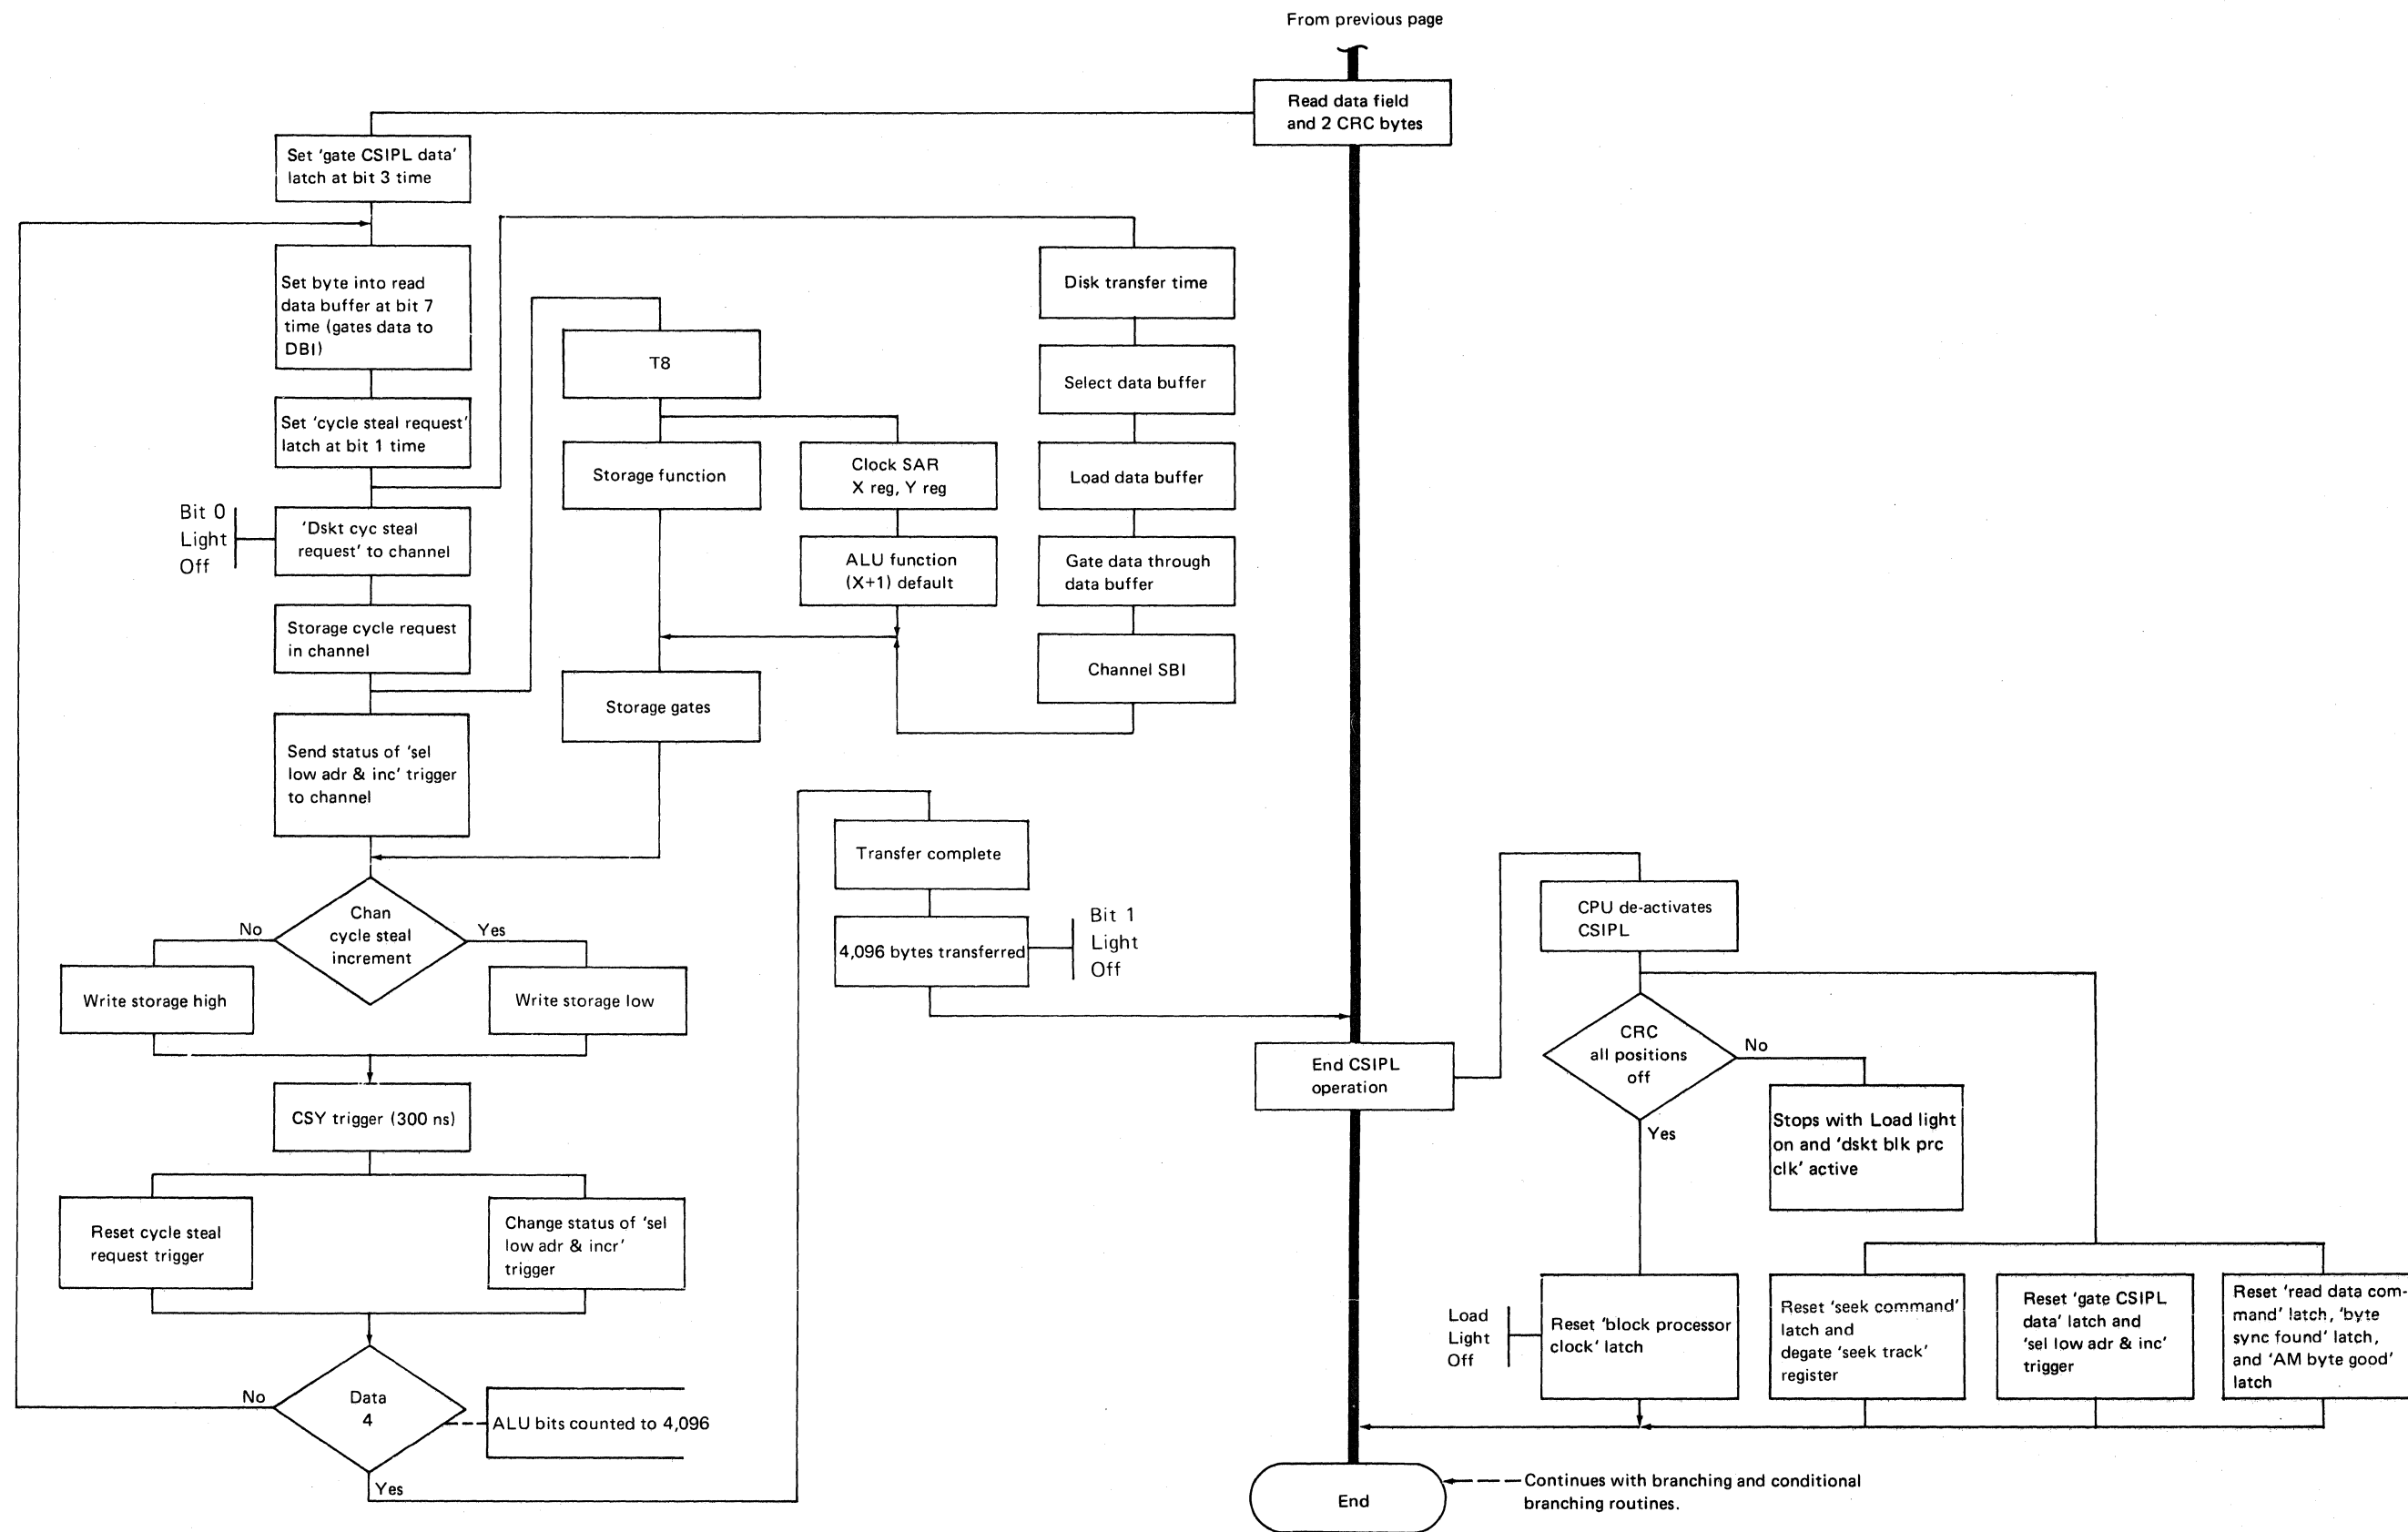 From previous page
Read data field
and 2 CRC bytes
Set ‘gate CSIPL data’
latch at bit 3 time
Set byte into read
data buffer at bit 7
time (gates data to
DBI)
Set ‘cycle steal request’
latch at bit 1 time
Bit 0
Light
Off
‘Dskt cyc steal
request’ to channel
Storage cycle request
in channel
Send status of ‘sel
low adr & inc’ trigger
to channel
T8
Storage function
Clock SAR
X reg, Y reg
ALU function
(X+1) default
Storage gates
Disk transfer time
Select data buffer
Load data buffer
Gate data through
data buffer
Channel SBI
Chan
cycle steal
increment
No
Yes
Write storage high
Write storage low
CSY trigger (300 ns)
Reset cycle steal
request trigger
Change status of ‘sel
low adr & incr’
trigger
Data
4
No
Yes
ALU bits counted to 4,096
Transfer complete
4,096 bytes transferred
Bit 1
Light
Off
End CSIPL
operation
CPU de-activates
CSIPL
CRC
all positions
off
No
Yes
Stops with Load light
on and ‘dskt blk prc
clk’ active
Load
Light
Off
Reset ‘block processor
clock’ latch
Reset ‘seek command’
latch and
degate ‘seek track’
register
Reset ‘gate CSIPL
data’ latch and
‘sel low adr & inc’
trigger
Reset ‘read data com-
mand’ latch, ‘byte
sync found’ latch,
and ‘AM byte good’
latch
End
Continues with branching and conditional
branching routines.